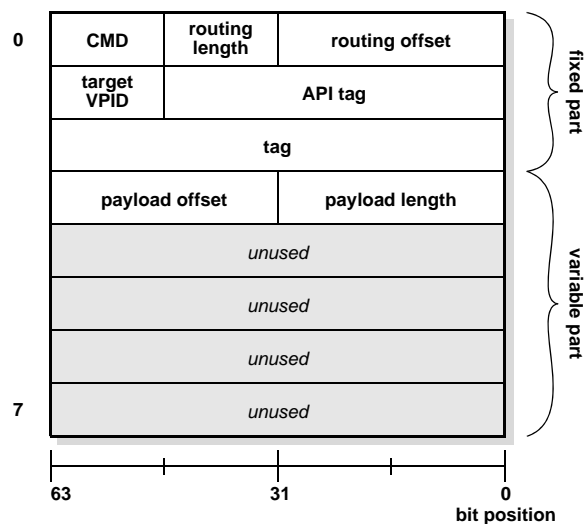 0
CMD
routing
length
routing offset
target
VPID
API tag
tag
payload offset
payload length
unused
unused
unused
7
unused
fixed part
variable part
63
31
0
bit position